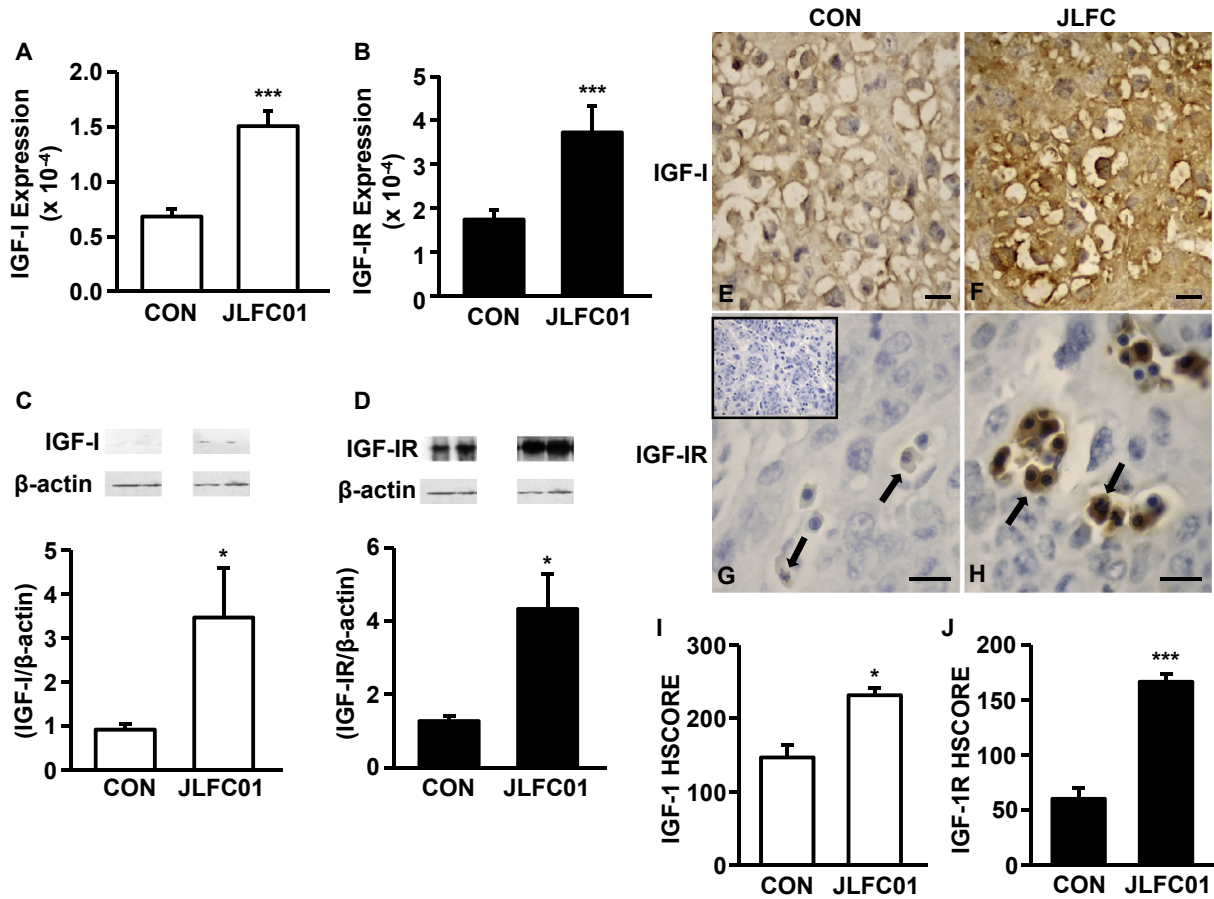 A
IGF-I Expression
(x 10⁻⁴)
2.0
1.5
1.0
0.5
0.0
***
CON
JLFC01
B
IGF-IR Expression
(x 10⁻⁴)
5
4
3
2
1
0
***
CON
JLFC01
C
IGF-I
β-actin
(IGF-I/β-actin)
5
4
3
2
1
0
*
CON
JLFC01
D
IGF-IR
β-actin
(IGF-IR/β-actin)
6
4
2
0
*
CON
JLFC01
CON
JLFC
IGF-I
E
F
IGF-IR
G
H
I
IGF-1 HSCORE
300
200
100
0
*
CON
JLFC01
J
IGF-1R HSCORE
200
150
100
50
0
***
CON
JLFC01